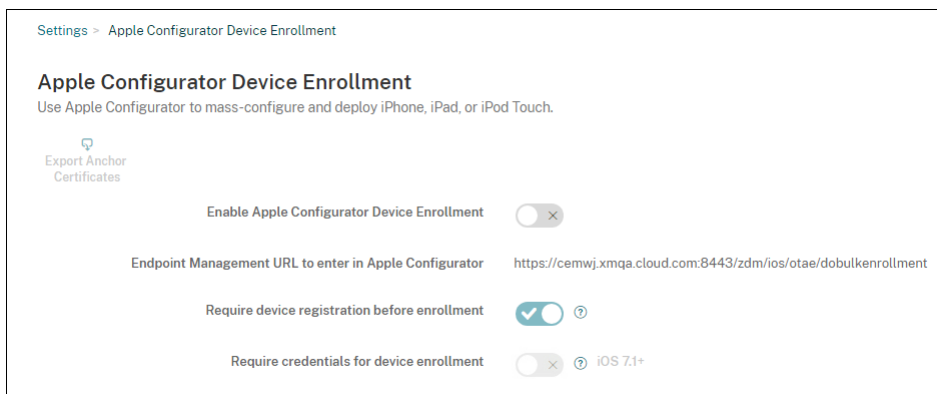 Settings > Apple Configurator Device Enrollment
Apple Configurator Device Enrollment
Use Apple Configurator to mass-configure and deploy iPhone, iPad, or iPod Touch.
Export Anchor
Certificates
Enable Apple Configurator Device Enrollment
Endpoint Management URL to enter in Apple Configurator https://cemwj.xmqa.cloud.com:8443/zdm/ios/otae/dobulkenrollment
Require device registration before enrollment ?
Require credentials for device enrollment ? iOS 7.1+